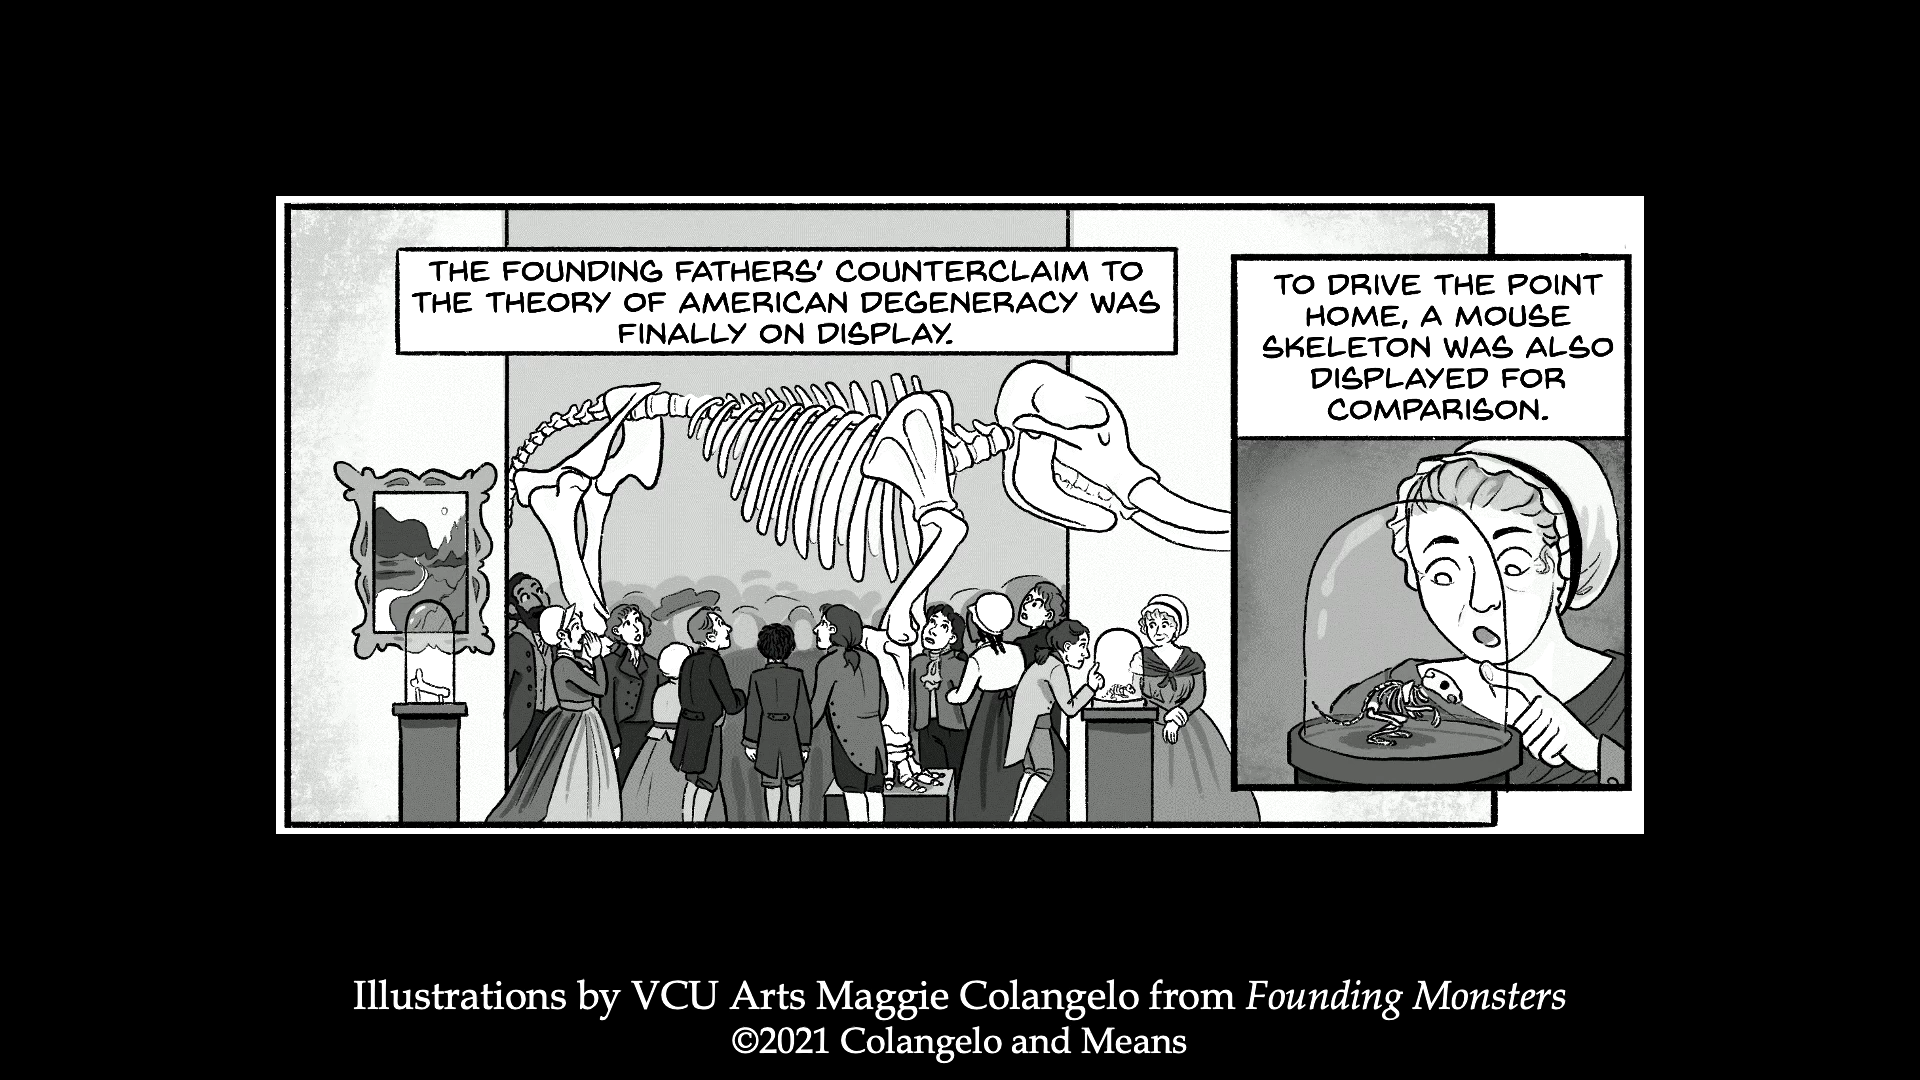 THE FOUNDING FATHERS' COUNTERCLAIM TO
THE THEORY OF AMERICAN DEGENERACY WAS
FINALLY ON DISPLAY.
TO DRIVE THE POINT
HOME, A MOUSE
SKELETON WAS ALSO
DISPLAYED FOR
COMPARISON.
Illustrations by VCU Arts Maggie Colangelo from Founding Monsters
©2021 Colangelo and Means